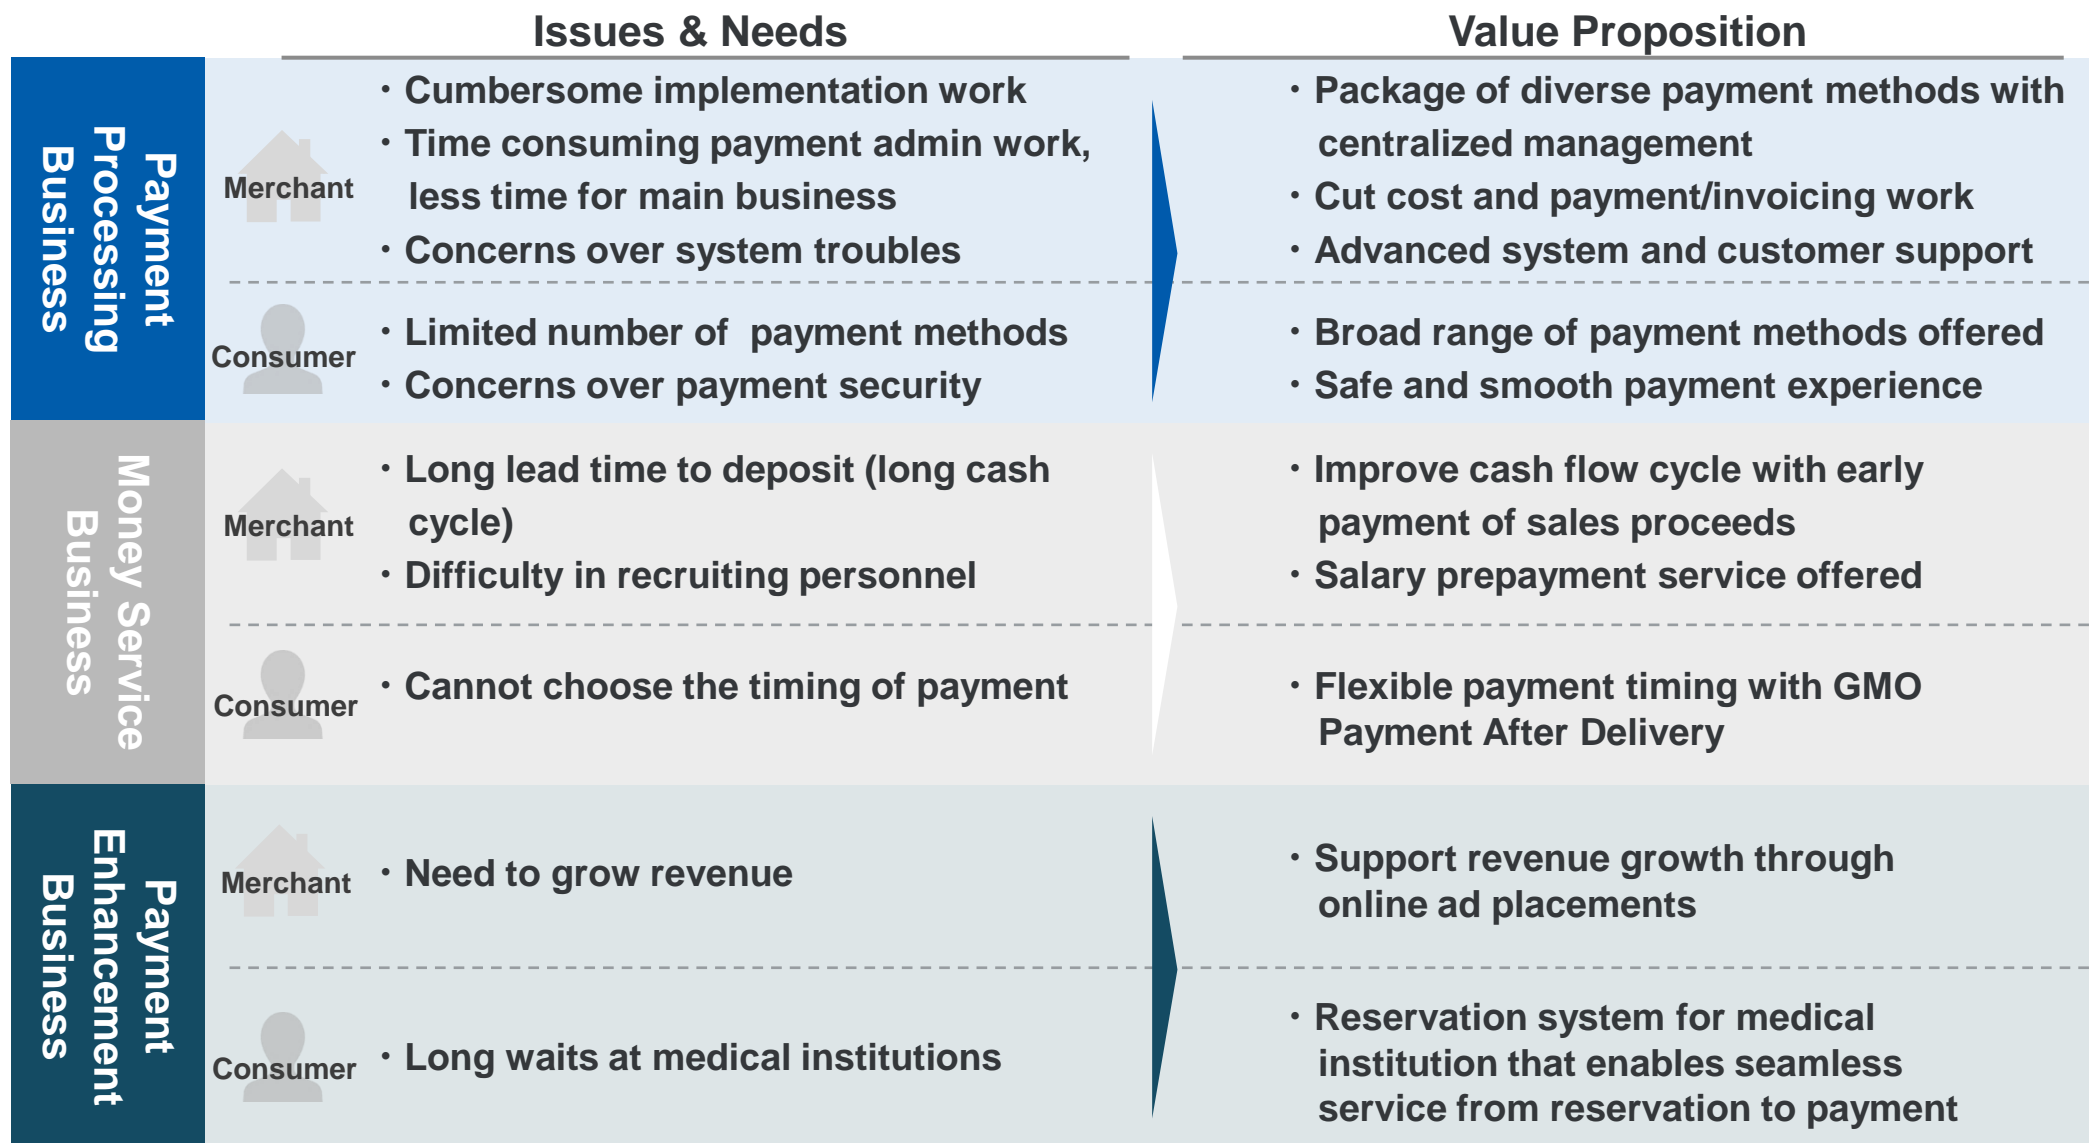 Issues & Needs
Value Proposition
Payment
Processing
Business
Merchant
・Cumbersome implementation work
・Time consuming payment admin work,
less time for main business
・Concerns over system troubles
・Package of diverse payment methods with
centralized management
・Cut cost and payment/invoicing work
・Advanced system and customer support
Consumer
・Limited number of  payment methods
・Concerns over payment security
・Broad range of payment methods offered
・Safe and smooth payment experience
Money Service
Business
Merchant
・Long lead time to deposit (long cash
cycle)
・Difficulty in recruiting personnel
・Improve cash flow cycle with early
payment of sales proceeds
・Salary prepayment service offered
Consumer
・Cannot choose the timing of payment
・Flexible payment timing with GMO
Payment After Delivery
Payment
Enhancement
Business
Merchant
・Need to grow revenue
・Support revenue growth through
online ad placements
Consumer
・Long waits at medical institutions
・Reservation system for medical
institution that enables seamless
service from reservation to payment